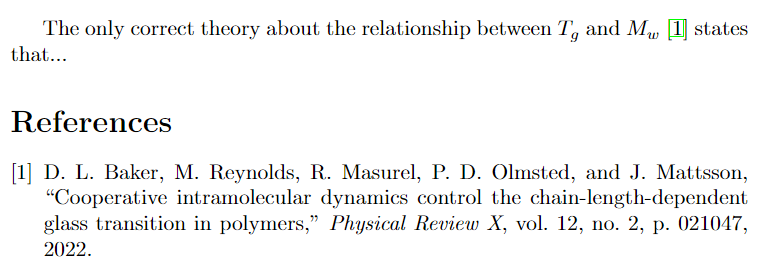 The only correct theory about the relationship between Tg and Mw [1] states
that...
References
[1] D. L. Baker, M. Reynolds, R. Masurel, P. D. Olmsted, and J. Mattsson,
“Cooperative intramolecular dynamics control the chain-length-dependent
glass transition in polymers,” Physical Review X, vol. 12, no. 2, p. 021047,
2022.